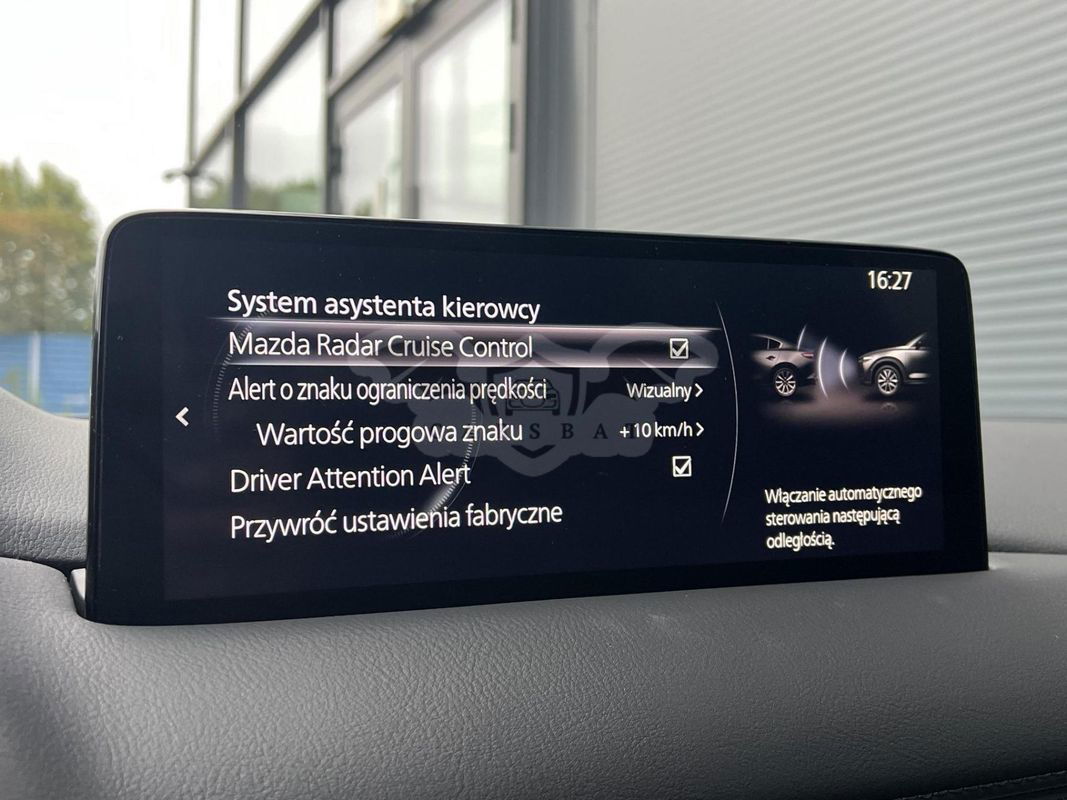 16:27
System asystenta kierowcy
Mazda Radar Cruise Control
Alert o znaku ograniczenia prędkości Wizualny >
Wartość progowa znaku +10 km/h >
Driver Attention Alert
Przywróć ustawienia fabryczne
Włączanie automatycznego
sterowania następującą
odległością.